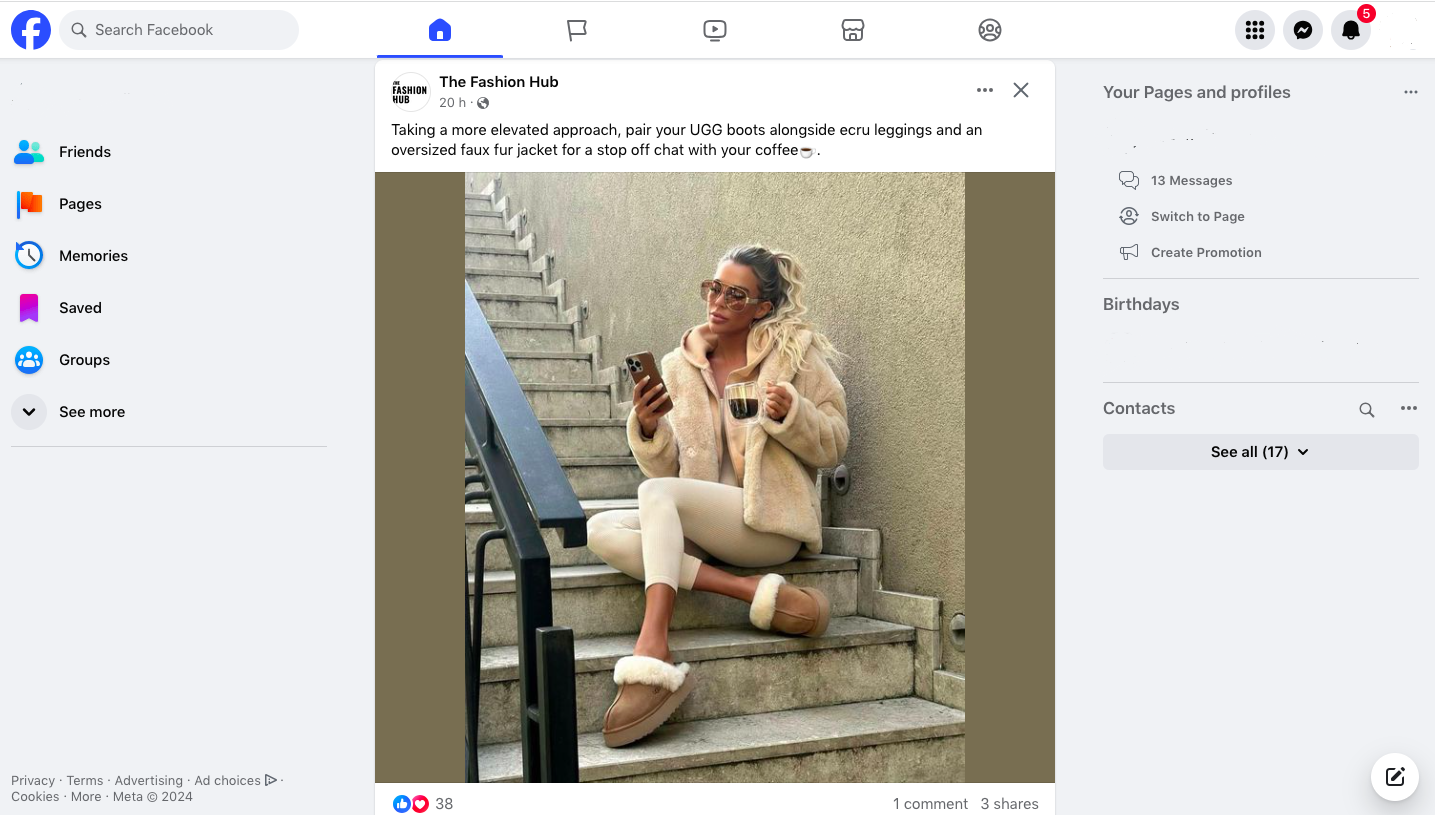 Search Facebook
5
Friends
Pages
Memories
Saved
Groups
See more
Privacy · Terms · Advertising · Ad choices ·
Cookies · More · Meta © 2024
THE
FASHION
HUB
The Fashion Hub
20 h ·
Taking a more elevated approach, pair your UGG boots alongside ecru leggings and an
oversized faux fur jacket for a stop off chat with your coffee☕.
38
1 comment 3 shares
Your Pages and profiles
13 Messages
Switch to Page
Create Promotion
Birthdays
Contacts
See all (17)